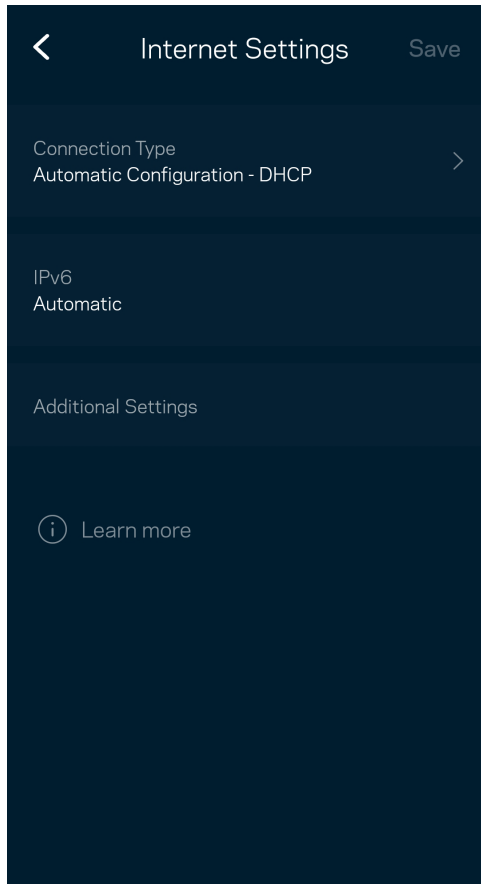 Internet Settings
Save
Connection Type
Automatic Configuration - DHCP
IPv6
Automatic
Additional Settings
Learn more